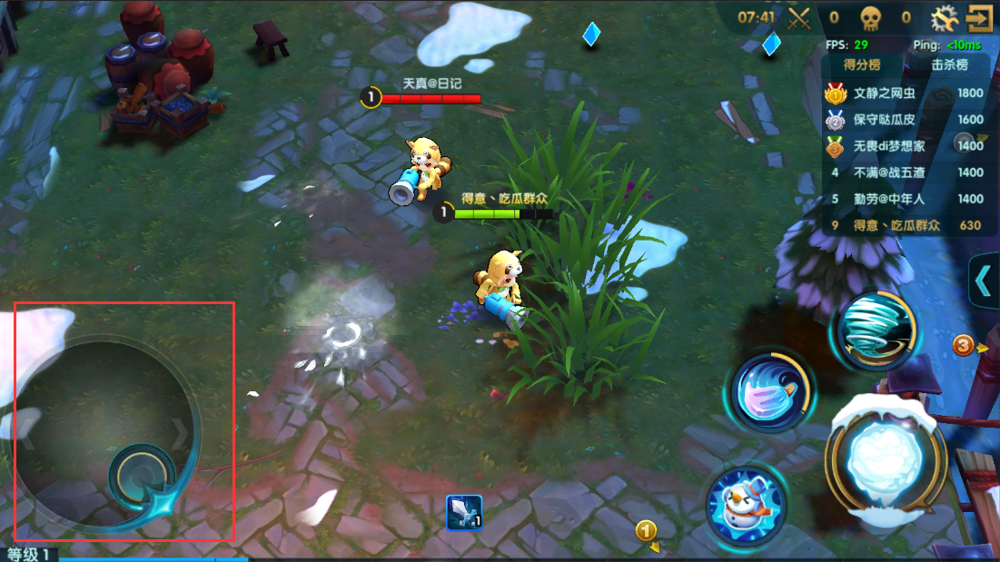 07:41 0 0
FPS: 29 Ping: <10ms
得分榜 击杀榜
1 文静之网虫 1800
2 保守哒瓜皮 1600
3 无畏di梦想家 1400
4 不满@战五渣 1400
5 勤劳@中年人 1400
9 得意丶吃瓜群众 630
天真@日记
1
得意丶吃瓜群众
1
3
1
1
等级 1